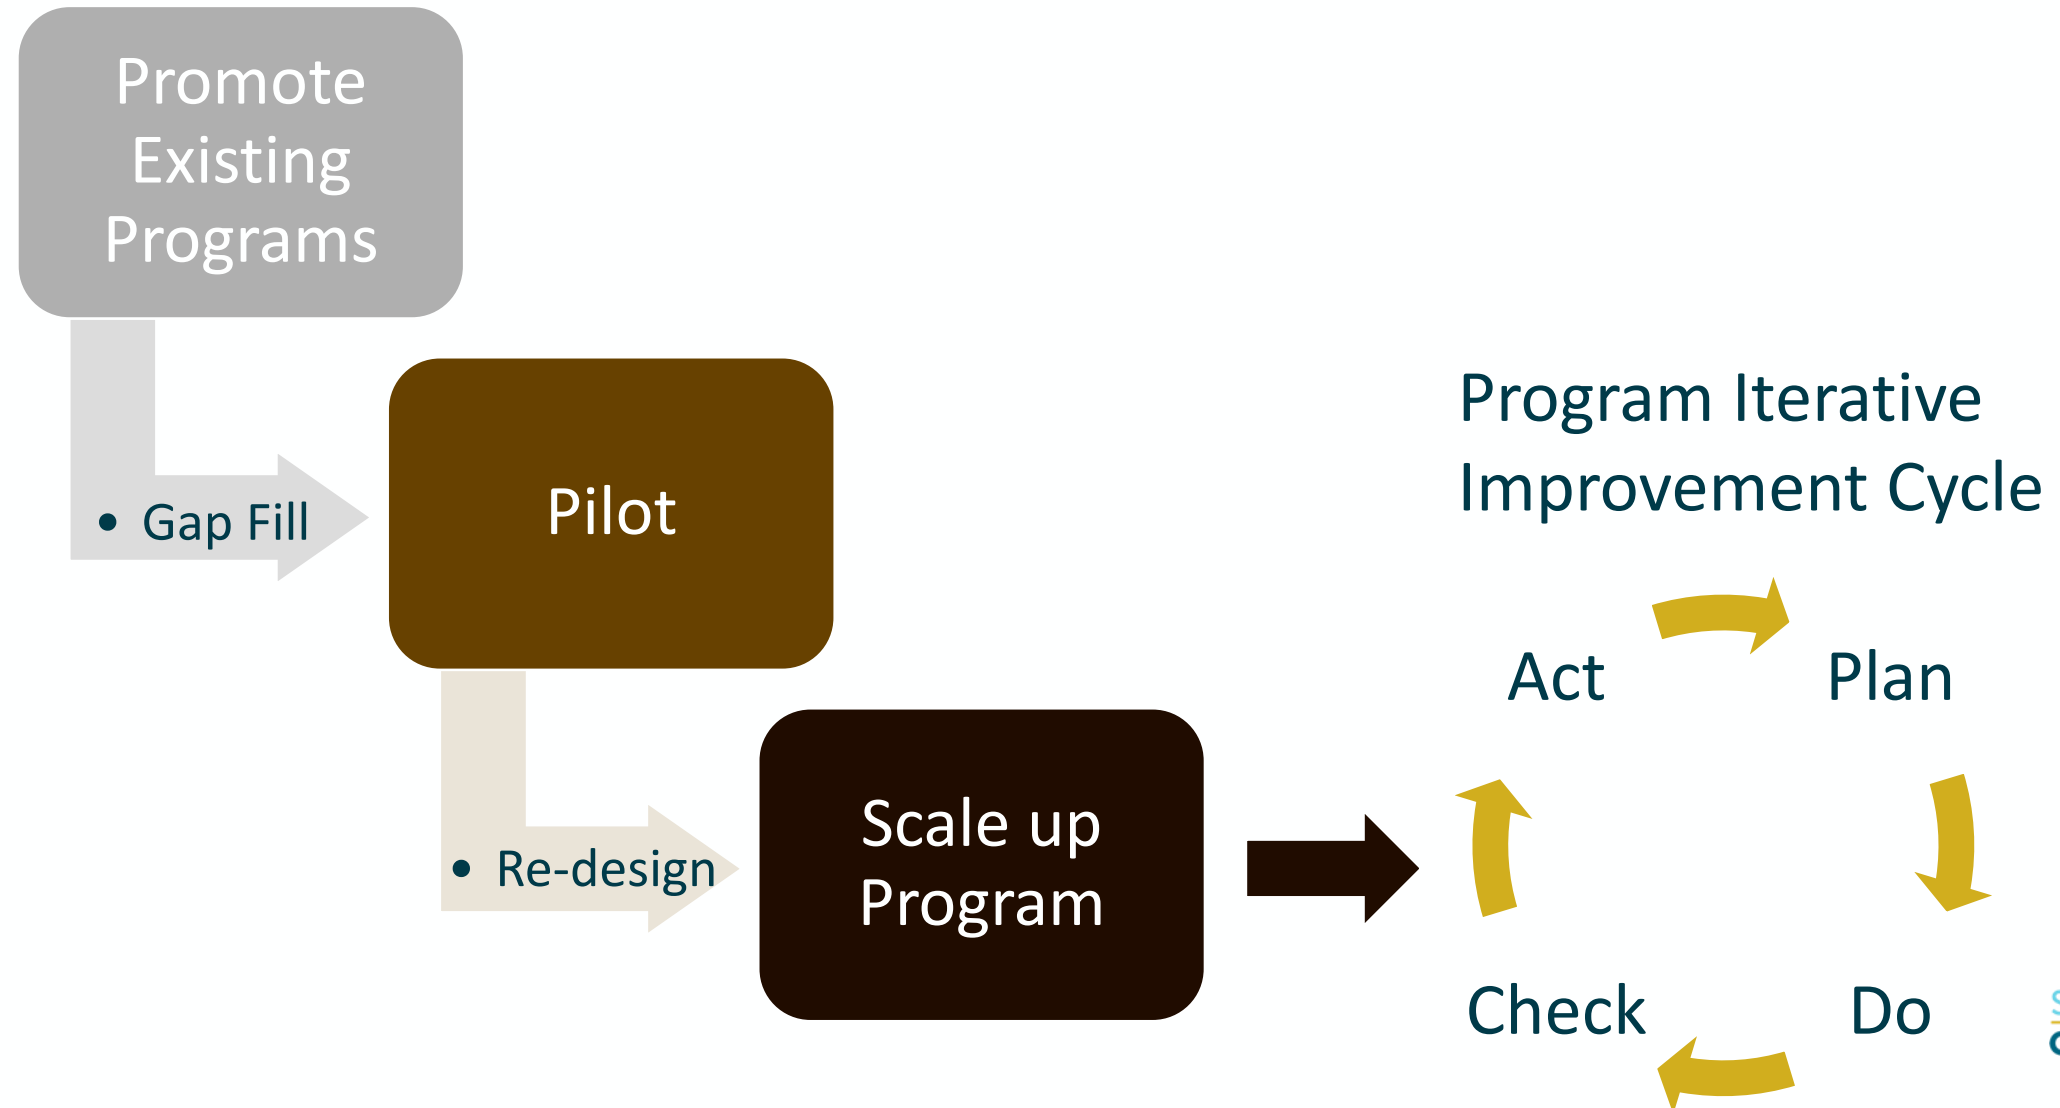 Promote
Existing
Programs
• Gap Fill
Pilot
• Re-design
Scale up
Program
Program Iterative
Improvement Cycle
Act
Plan
Check
Do